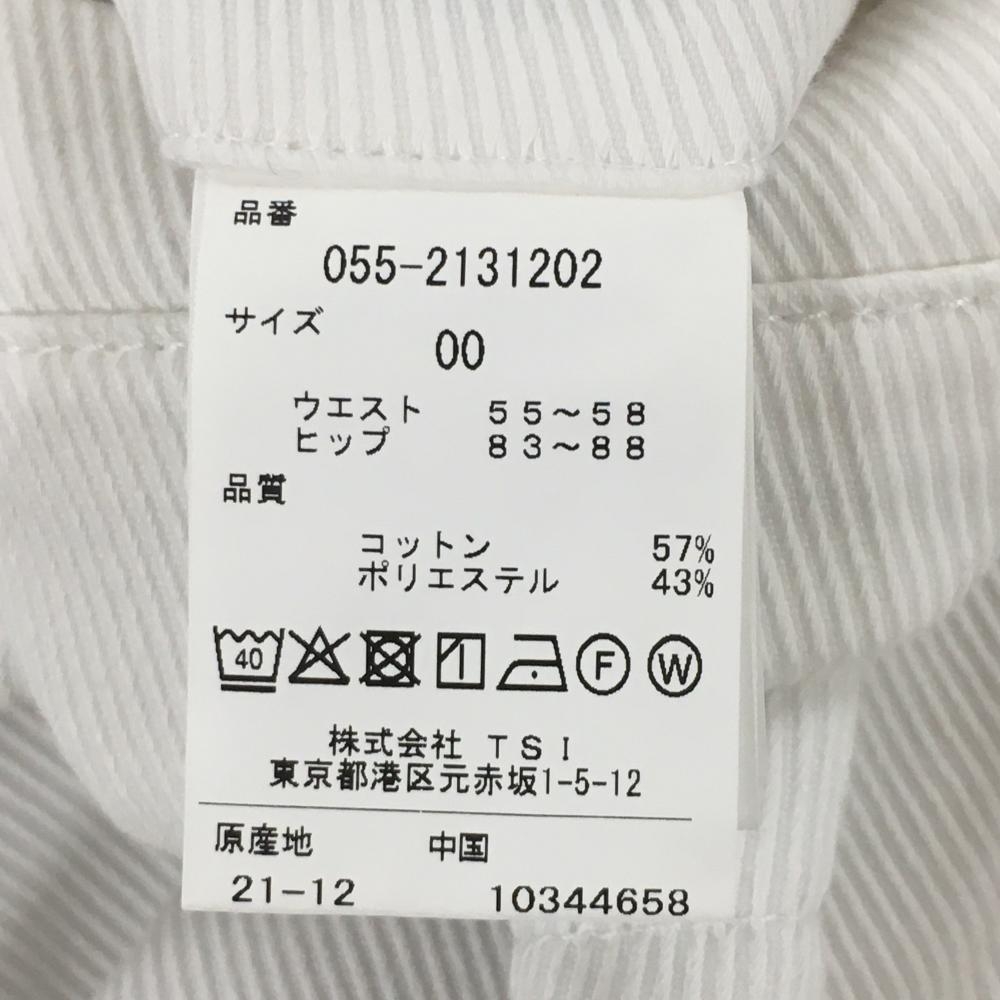 品番
055-2131202
サイズ
00
ウエスト 55~58
ヒップ 83~88
品質
コットン 57%
ポリエステル 43%
40 F W
株式会社 TSI
東京都港区元赤坂1-5-12
原産地 中国
21-12 10344658